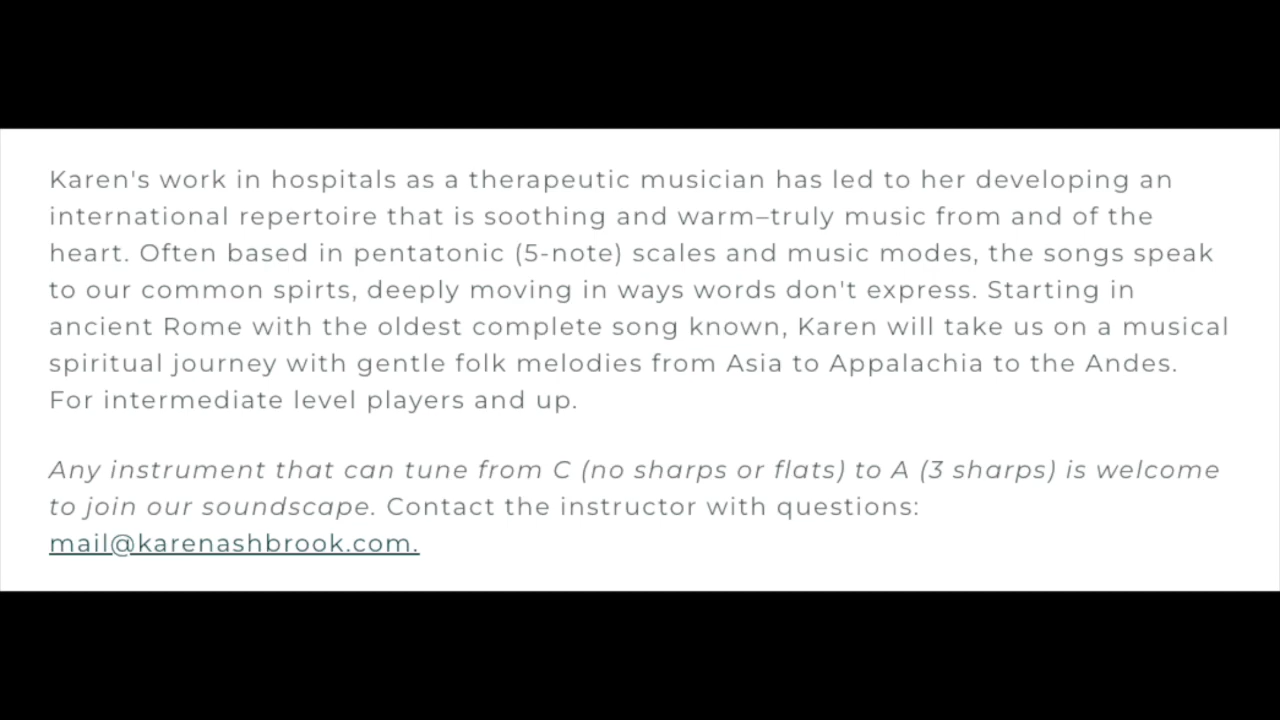 Karen's work in hospitals as a therapeutic musician has led to her developing an
international repertoire that is soothing and warm–truly music from and of the
heart. Often based in pentatonic (5-note) scales and music modes, the songs speak
to our common spirts, deeply moving in ways words don't express. Starting in
ancient Rome with the oldest complete song known, Karen will take us on a musical
spiritual journey with gentle folk melodies from Asia to Appalachia to the Andes.
For intermediate level players and up.
Any instrument that can tune from C (no sharps or flats) to A (3 sharps) is welcome
to join our soundscape. Contact the instructor with questions:
mail@karenashbrook.com.